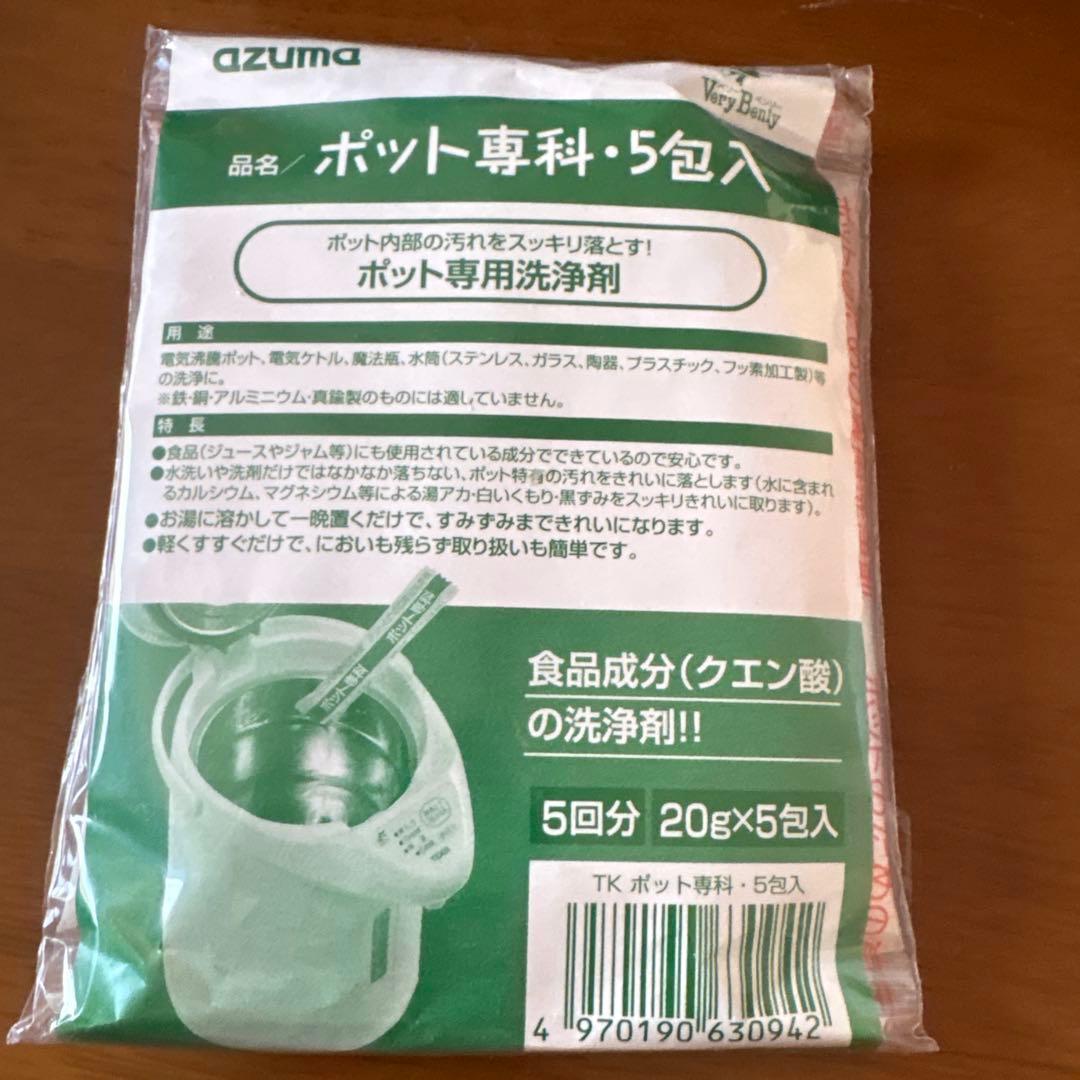 azuma
Very Benly
品名/ポット専科・5包入
ポット内部の汚れをスッキリ落とす!
ポット専用洗浄剤
用途
電気沸騰ポット、電気ケトル、魔法瓶、水筒(ステンレス、ガラス、陶器、プラスチック、フッ素加工製)等
の洗浄に。
※鉄・銅・アルミニウム・真鍮製のものには適していません。
特長
●食品(ジュースやジャム等)にも使用されている成分でできているので安心です。
●水洗いや洗剤だけではなかなか落ちない、ポット特有の汚れをきれいに落とします(水に含まれ
るカルシウム、マグネシウム等による湯アカ・白いくもり・黒ずみをスッキリきれいに取ります)。
●お湯に溶かして一晩置くだけで、すみずみまできれいになります。
●軽くすすぐだけで、においも残らず取り扱いも簡単です。
ポット専科
ポット専科
食品成分(クエン酸)
の洗浄剤!!
5回分 20g×5包入
TK ポット専科・5包入
4 970190 630942